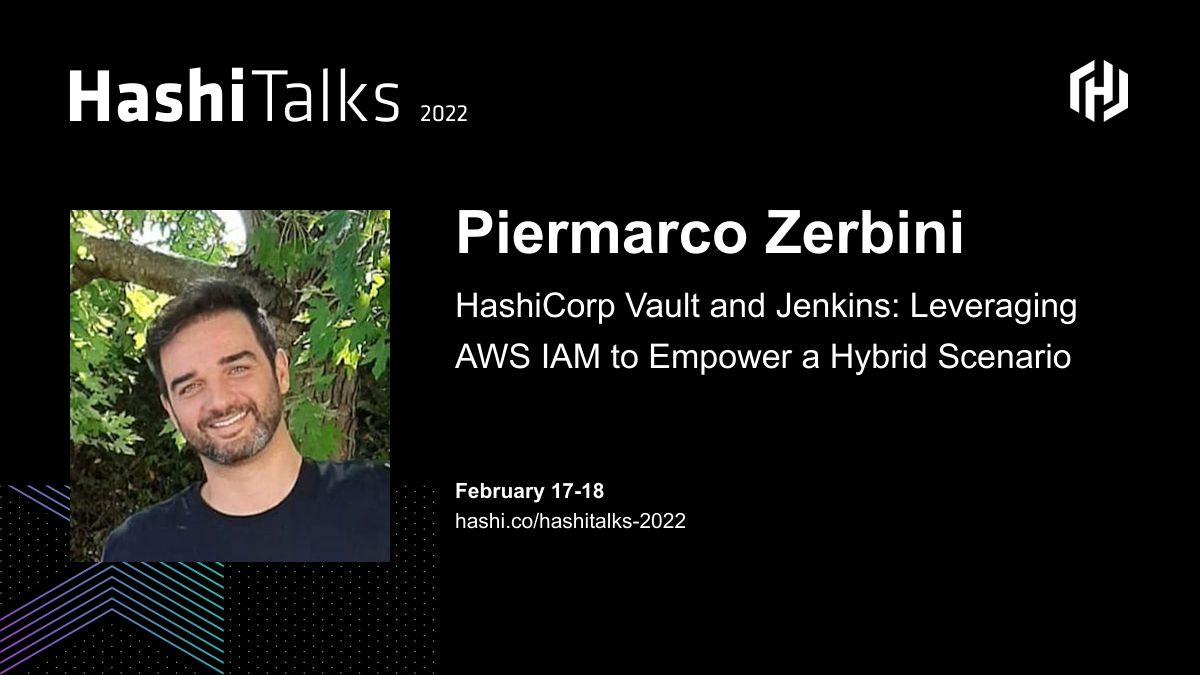 HashiTalks 2022
Piermarco Zerbini
HashiCorp Vault and Jenkins: Leveraging
AWS IAM to Empower a Hybrid Scenario
February 17-18
hashi.co/hashitalks-2022